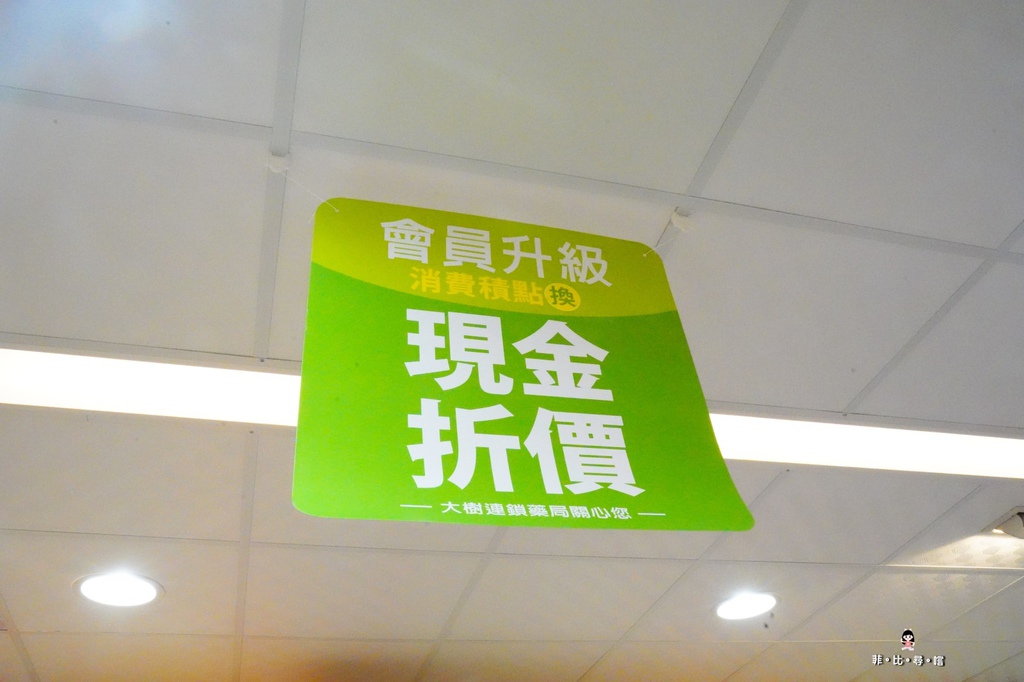 會員升級
消費積點換
現金
折價
大樹連鎖藥局關心您
菲•比•尋•嚐